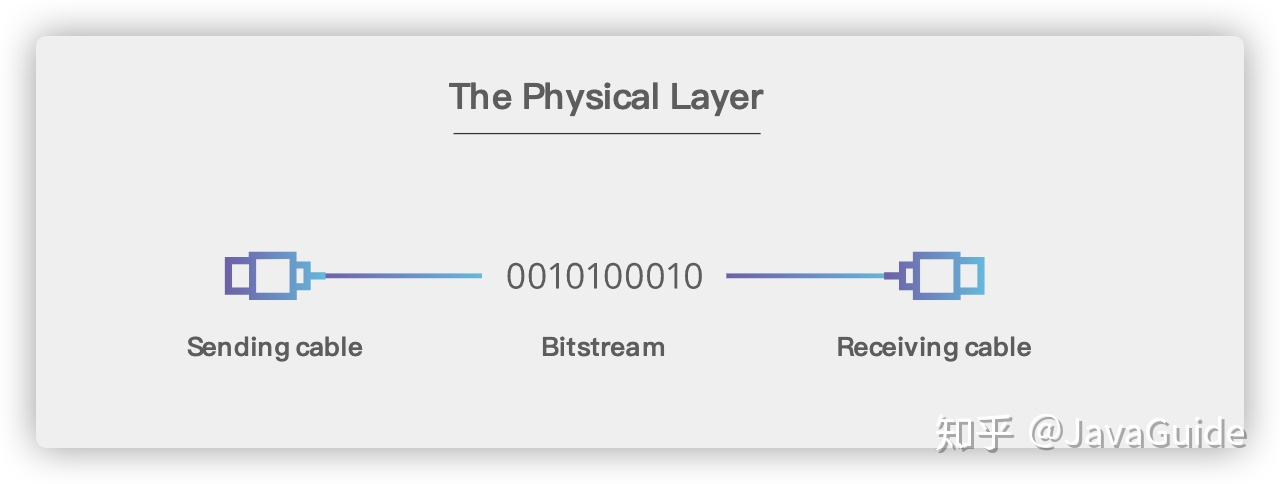 The Physical Layer
0010100010
Sending cable
Bitstream
Receiving cable
知乎 @JavaGuide